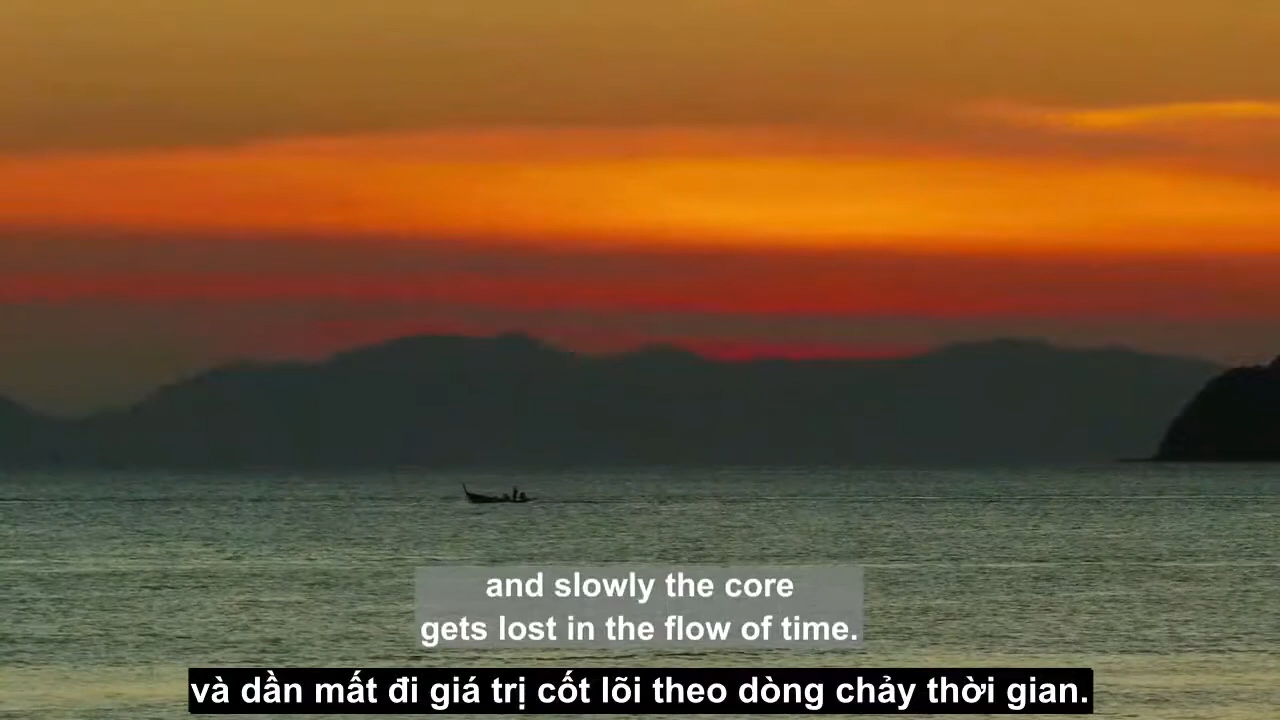 and slowly the core
gets lost in the flow of time.
và dần mất đi giá trị cốt lõi theo dòng chảy thời gian.